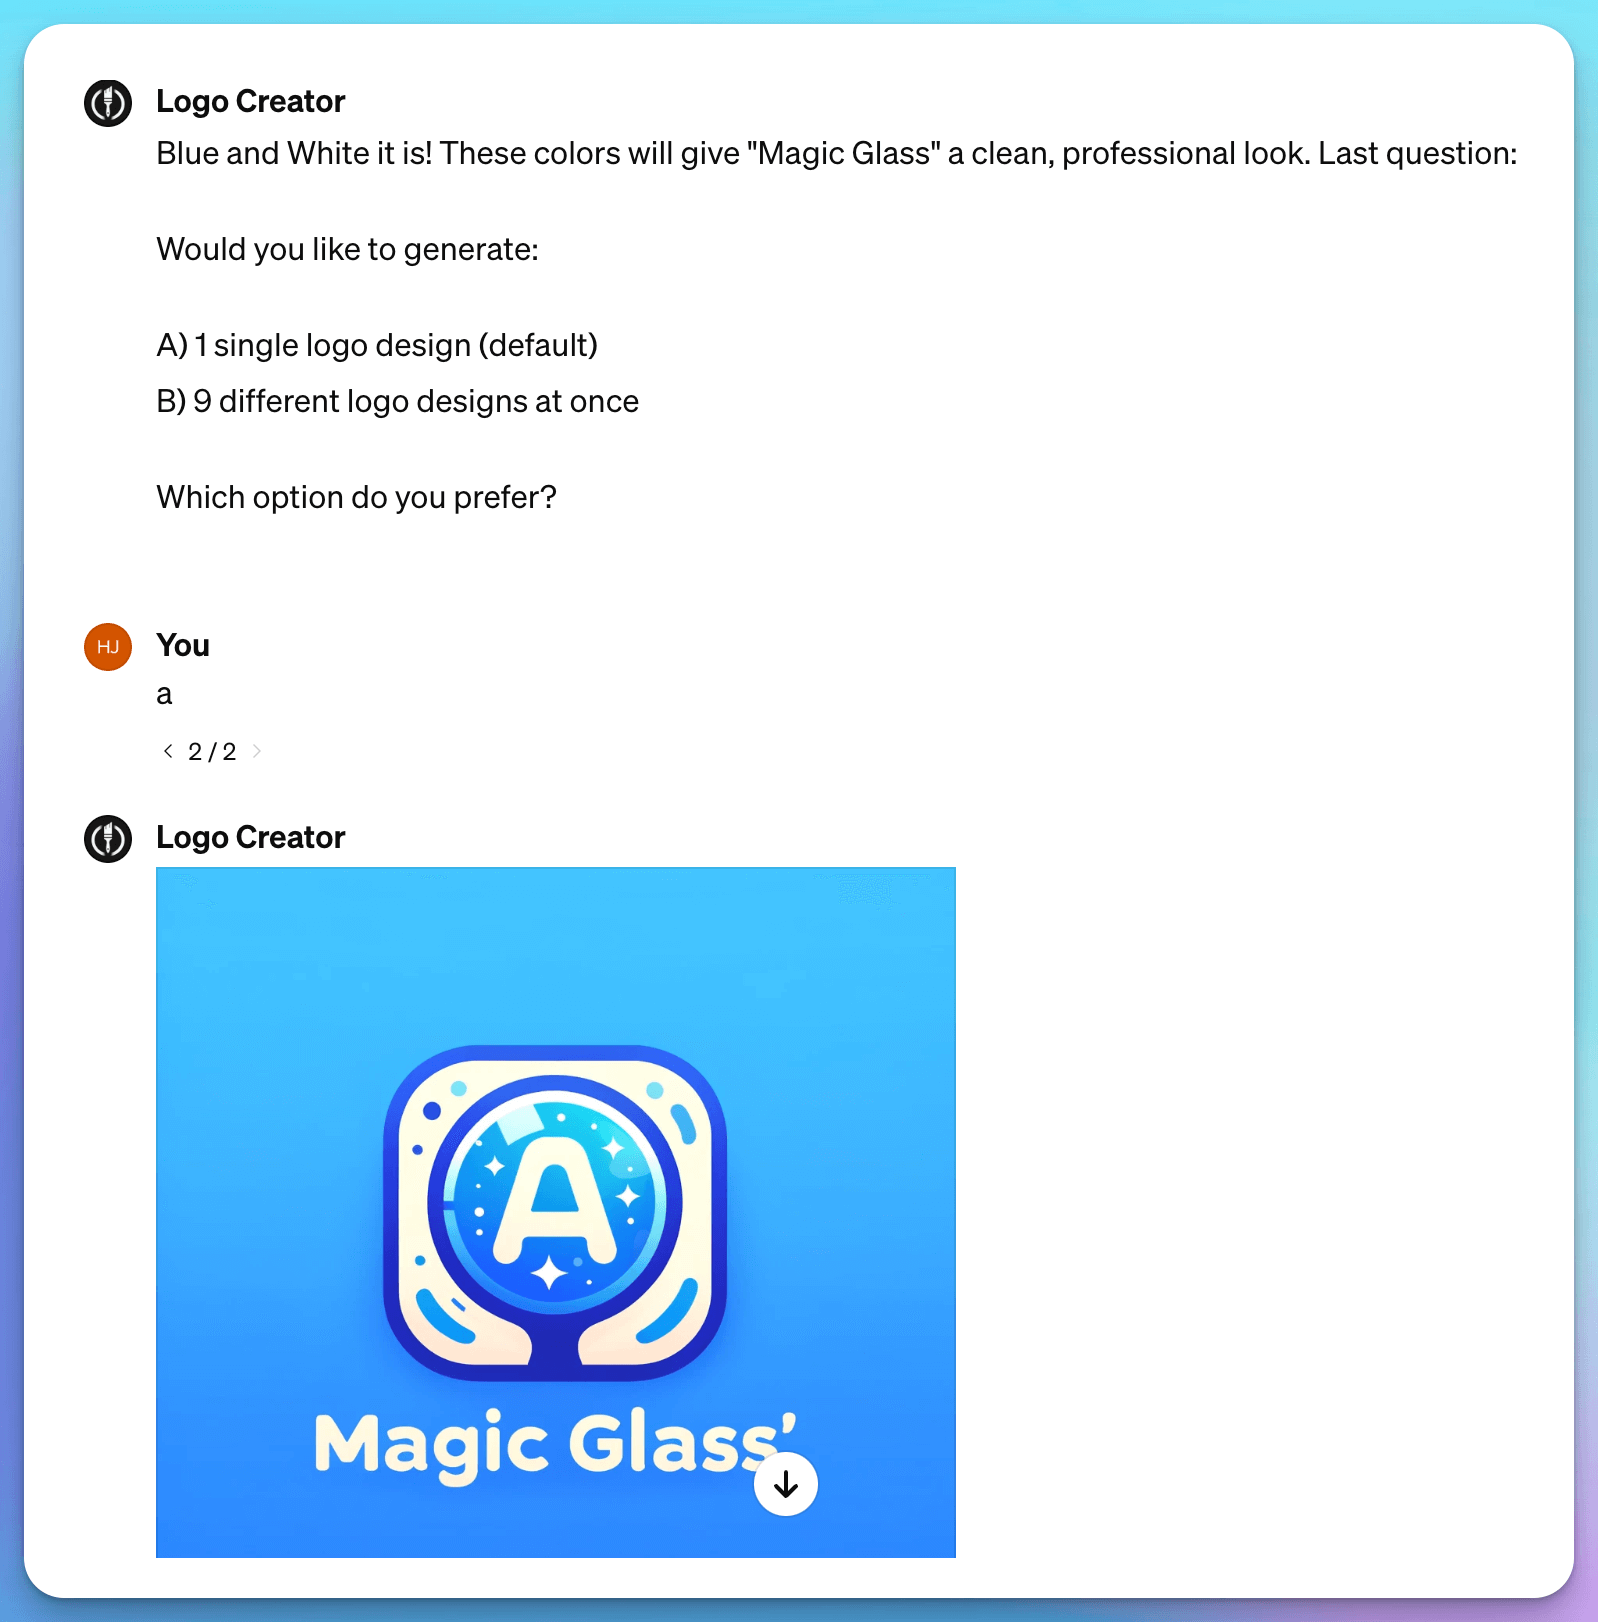 Logo Creator
Blue and White it is! These colors will give "Magic Glass" a clean, professional look. Last question:
Would you like to generate:
A) 1 single logo design (default)
B) 9 different logo designs at once
Which option do you prefer?
HJ
You
a
2 / 2
Logo Creator
A
Magic Glass’